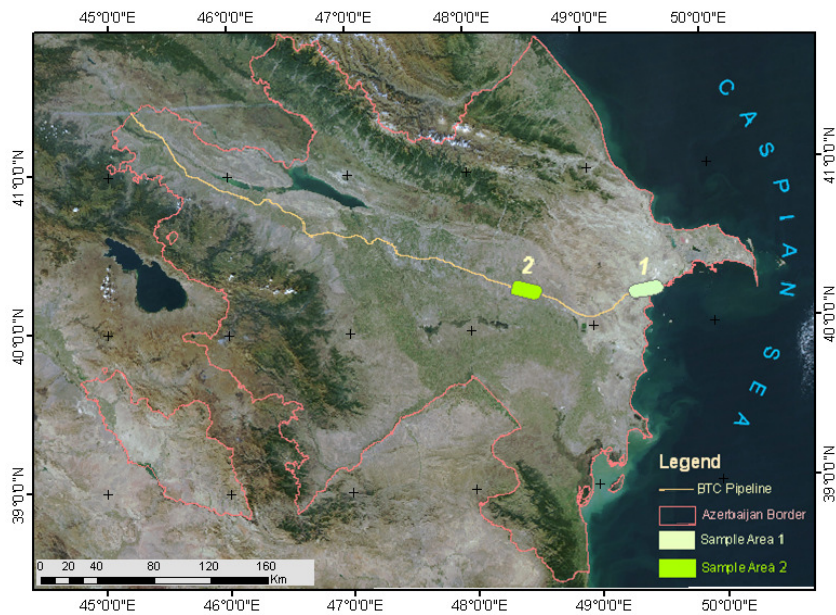 45°0'0"E 46°0'0"E 47°0'0"E 48°0'0"E 49°0'0"E 50°0'0"E
41°0'0"N 41°0'0"N
40°0'0"N 40°0'0"N
39°0'0"N 39°0'0"N
CASPIAN SEA
2 1
Legend
BTC Pipeline
Azerbaijan Border
Sample Area 1
Sample Area 2
0 20 40 80 120 160
Km
45°0'0"E 46°0'0"E 47°0'0"E 48°0'0"E 49°0'0"E 50°0'0"E